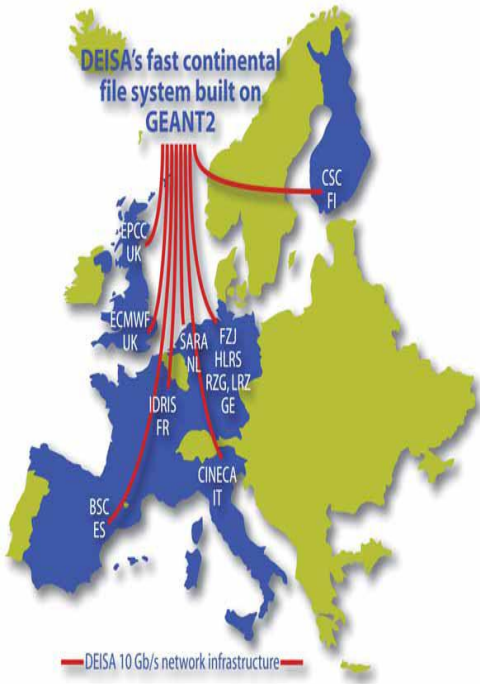 DEISA's fast continental
file system built on
GEANT2
CSC
FI
EPCC
UK
ECMWF
UK
SARA
NL
FZJ
HLRS
RZG, LRZ
GE
IDRIS
FR
CINECA
IT
BSC
ES
DEISA 10 Gb/s network infrastructure